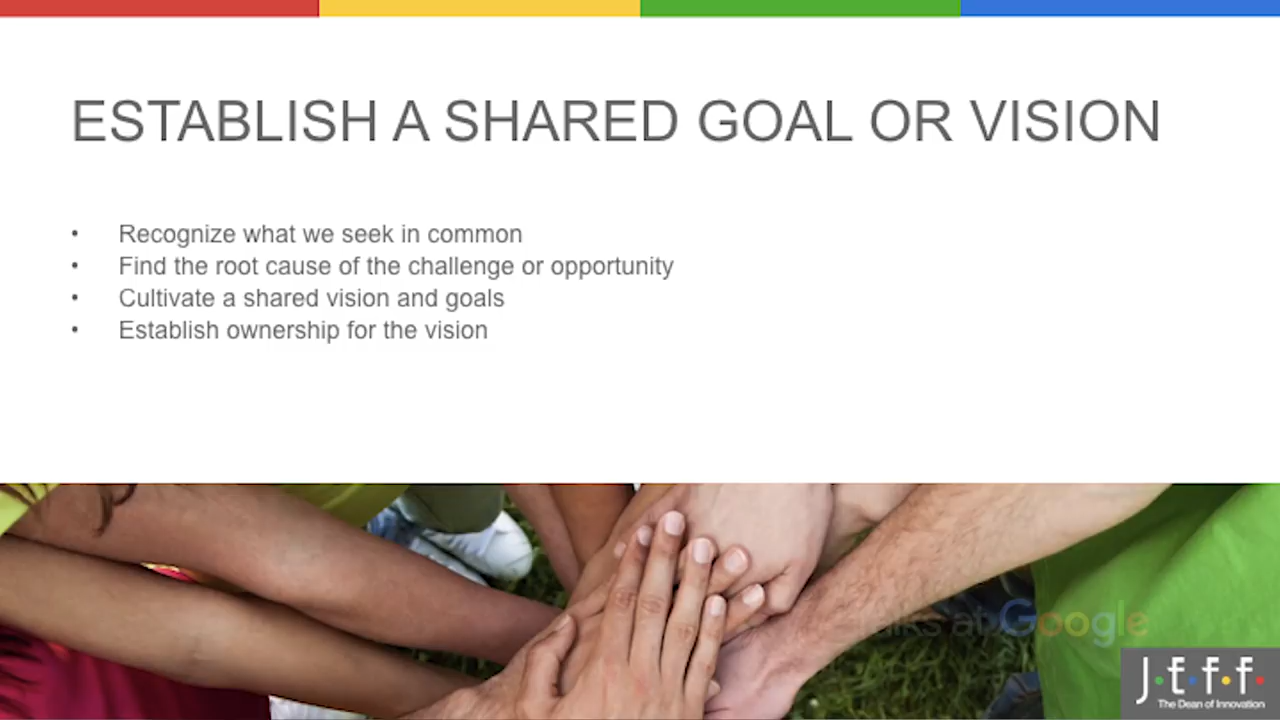 ESTABLISH A SHARED GOAL OR VISION
• Recognize what we seek in common
• Find the root cause of the challenge or opportunity
• Cultivate a shared vision and goals
• Establish ownership for the vision
Talks at Google
J.e.f.f.
The Dean of Innovation